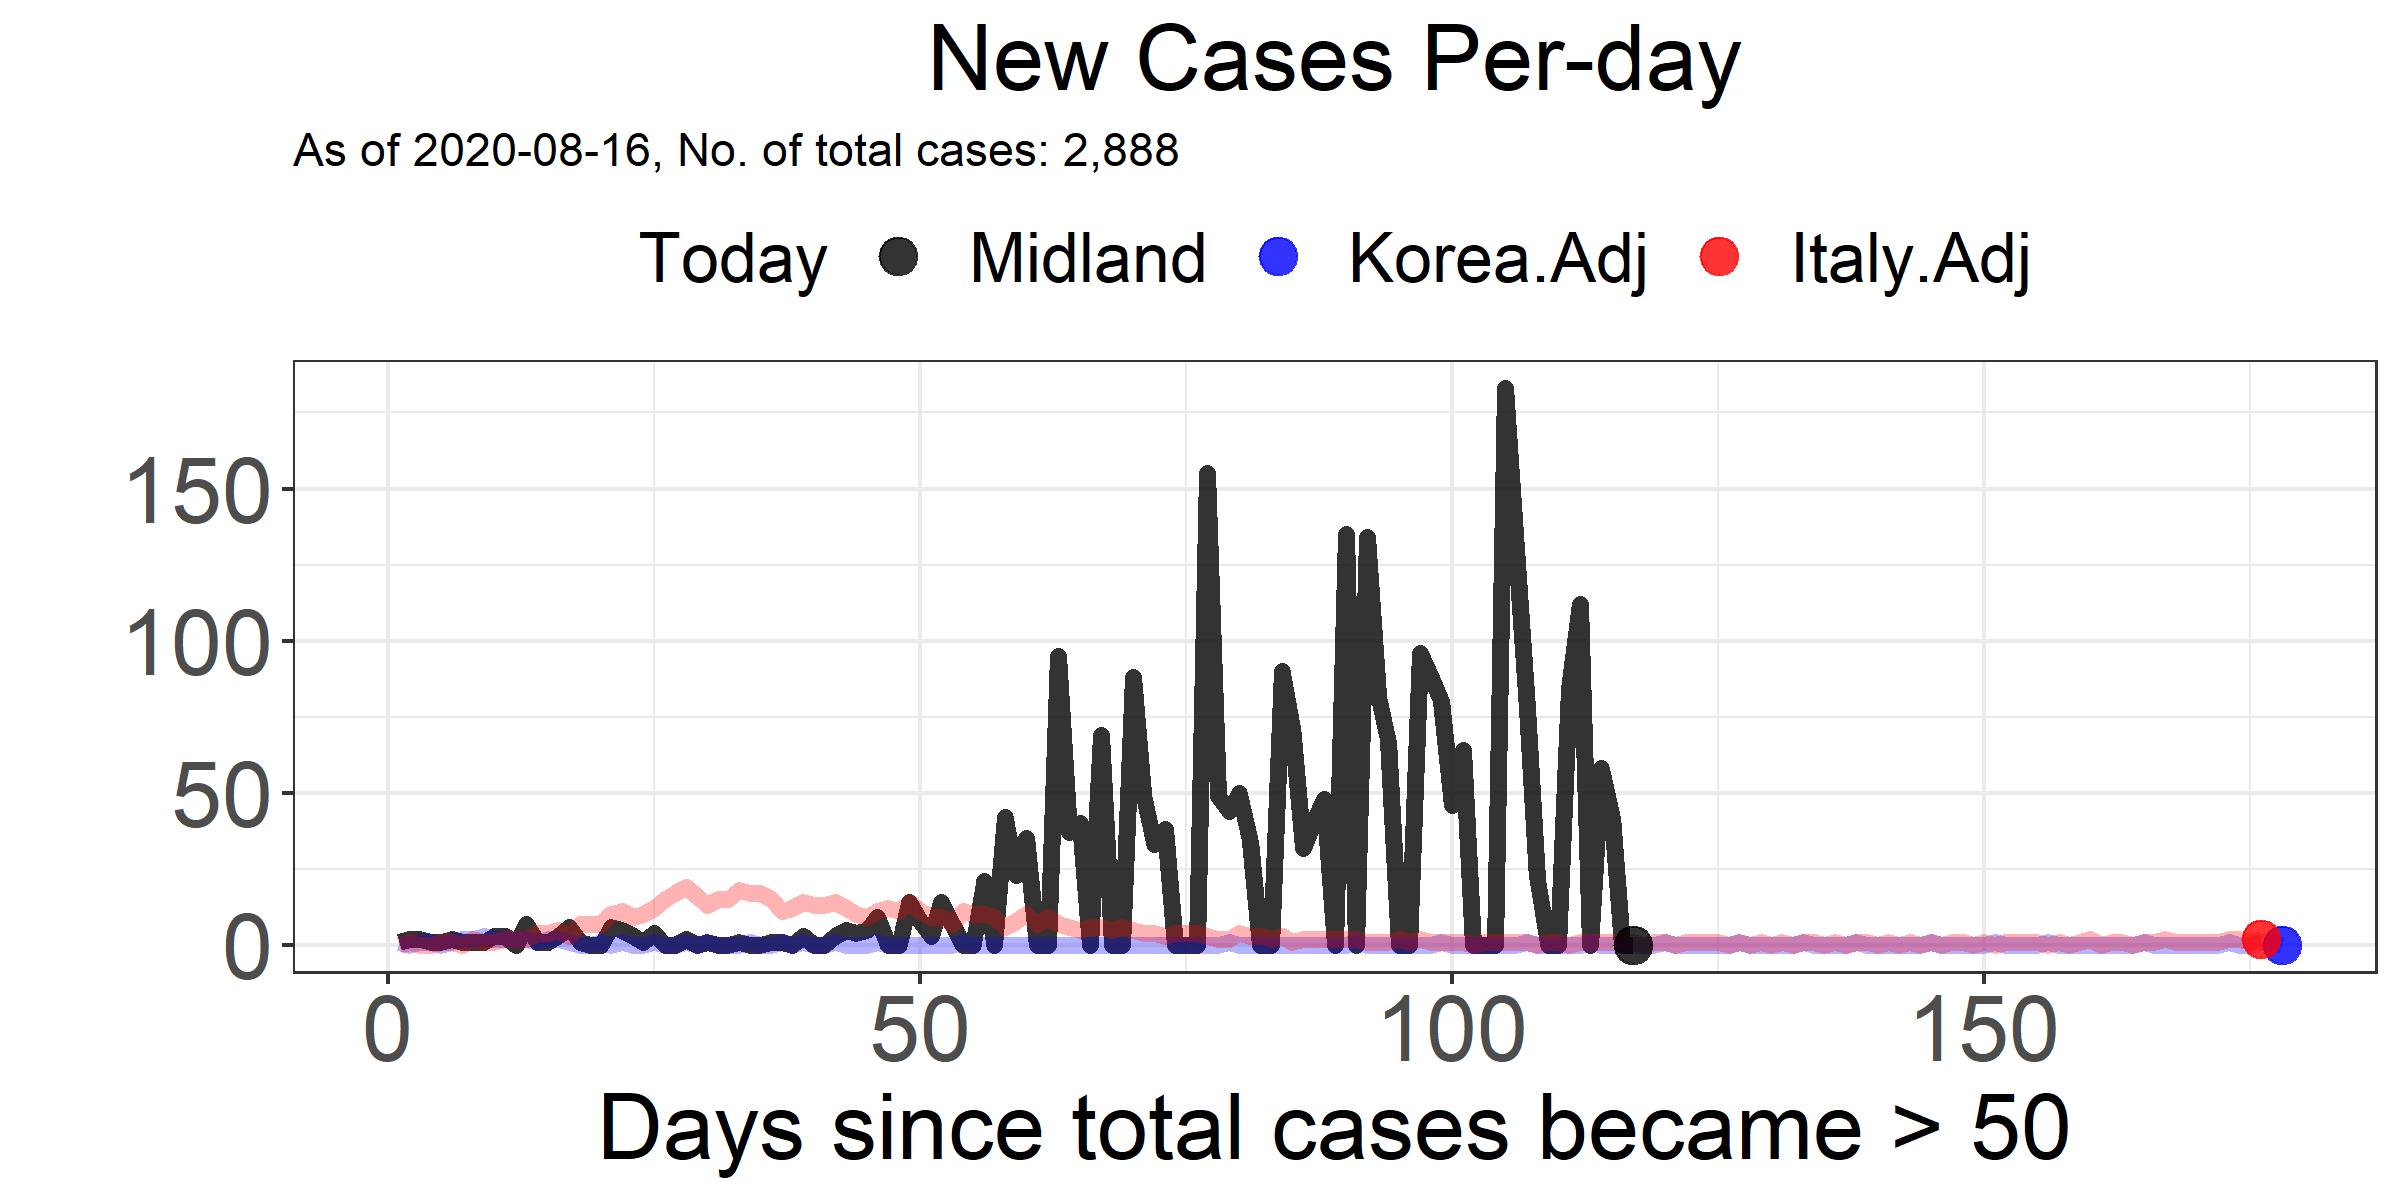 New Cases Per-day
As of 2020-08-16, No. of total cases: 2,888
Today Midland Korea.Adj Italy.Adj
150
100
50
0
0 50 100 150
Days since total cases became > 50